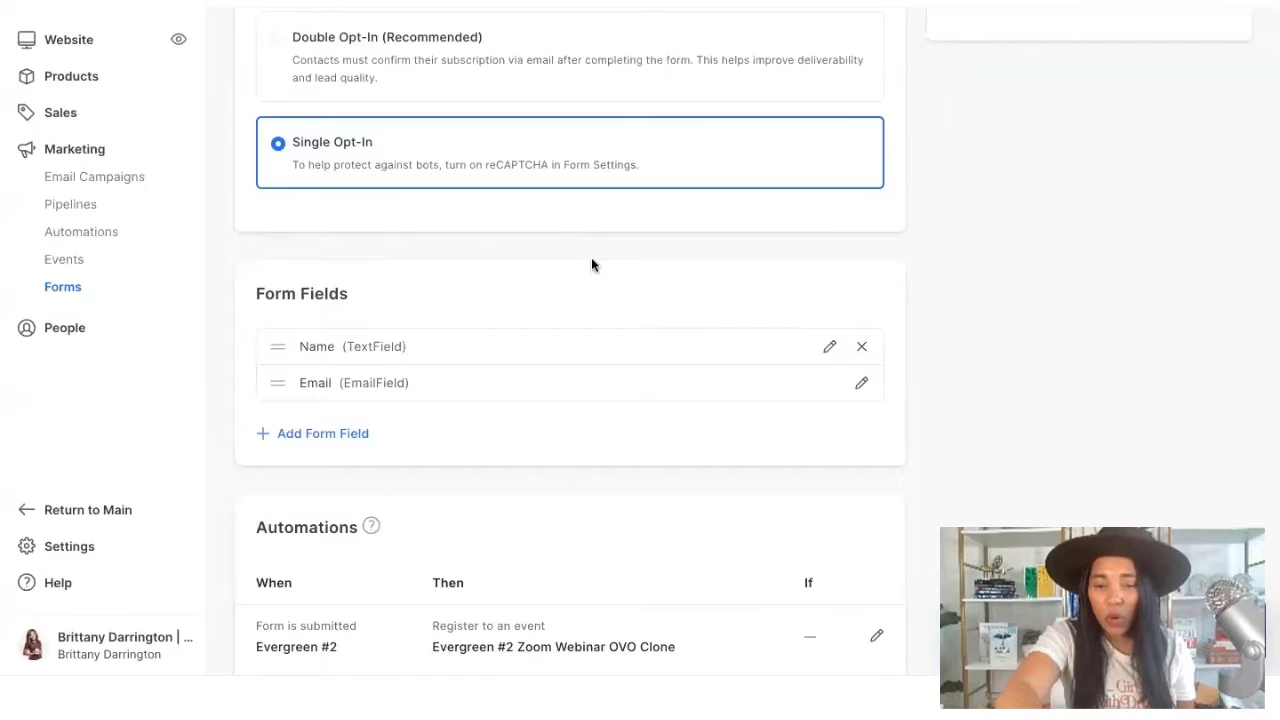 Website
Products
Sales
Marketing
Email Campaigns
Pipelines
Automations
Events
Forms
People
Return to Main
Settings
Help
Brittany Darrington | ...
Brittany Darrington
Double Opt-In (Recommended)
Contacts must confirm their subscription via email after completing the form. This helps improve deliverability
and lead quality.
Single Opt-In
To help protect against bots, turn on reCAPTCHA in Form Settings.
Form Fields
Name (TextField)
Email (EmailField)
+ Add Form Field
Automations ?
When Then If
Form is submitted Register to an event
Evergreen #2 Evergreen #2 Zoom Webinar OVO Clone —